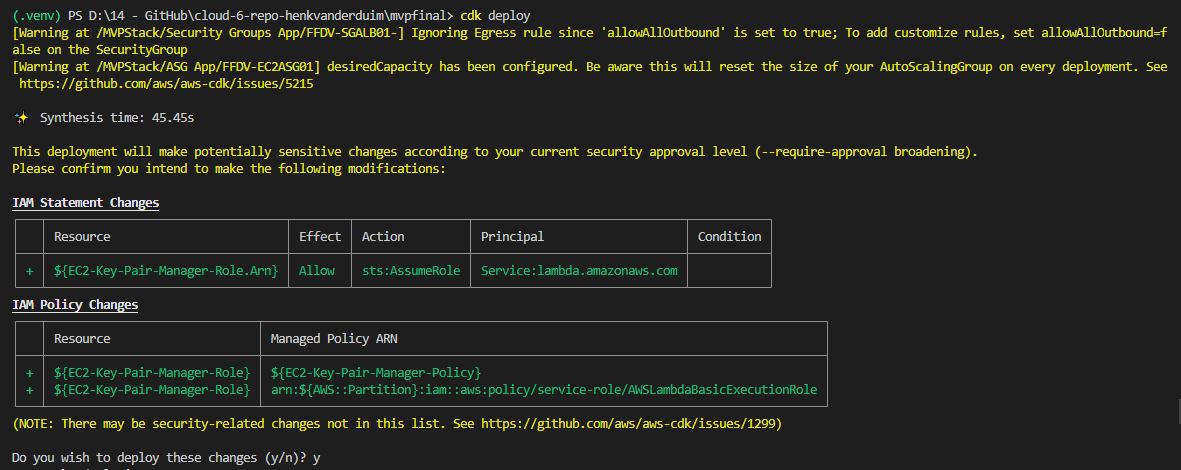 (.venv) PS D:\14 - GitHub\cloud-6-repo-henkvanderduim\mvpfinal> cdk deploy
[Warning at /MVPStack/Security Groups App/FFDV-SGALB01-] Ignoring Egress rule since 'allowAllOutbound' is set to true; To add customize rules, set allowAllOutbound=f
alse on the SecurityGroup
[Warning at /MVPStack/ASG App/FFDV-EC2ASG01] desiredCapacity has been configured. Be aware this will reset the size of your AutoScalingGroup on every deployment. See
https://github.com/aws/aws-cdk/issues/5215
✨ Synthesis time: 45.45s
This deployment will make potentially sensitive changes according to your current security approval level (--require-approval broadening).
Please confirm you intend to make the following modifications:
IAM Statement Changes
Resource Effect Action Principal Condition
+ ${EC2-Key-Pair-Manager-Role.Arn} Allow sts:AssumeRole Service:lambda.amazonaws.com
IAM Policy Changes
Resource Managed Policy ARN
+ ${EC2-Key-Pair-Manager-Role} ${EC2-Key-Pair-Manager-Policy}
+ ${EC2-Key-Pair-Manager-Role} arn:${AWS::Partition}:iam::aws:policy/service-role/AWSLambdaBasicExecutionRole
(NOTE: There may be security-related changes not in this list. See https://github.com/aws/aws-cdk/issues/1299)
Do you wish to deploy these changes (y/n)? y